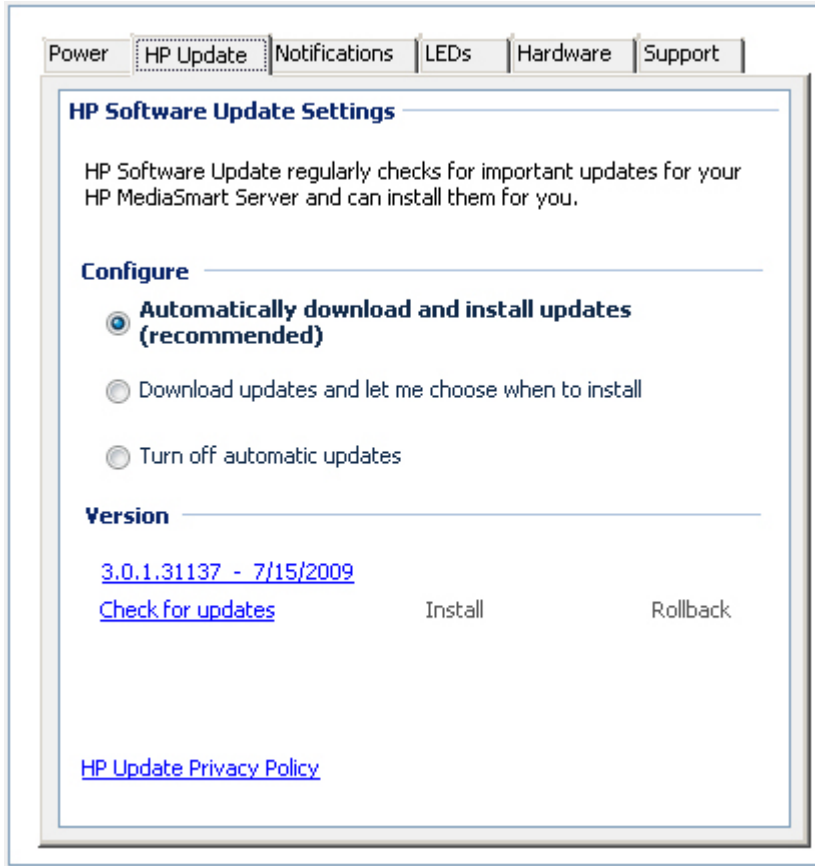 Power HP Update Notifications LEDs Hardware Support
HP Software Update Settings
HP Software Update regularly checks for important updates for your
HP MediaSmart Server and can install them for you.
Configure
Automatically download and install updates
(recommended)
Download updates and let me choose when to install
Turn off automatic updates
Version
3.0.1.31137 - 7/15/2009
Check for updates Install Rollback
HP Update Privacy Policy